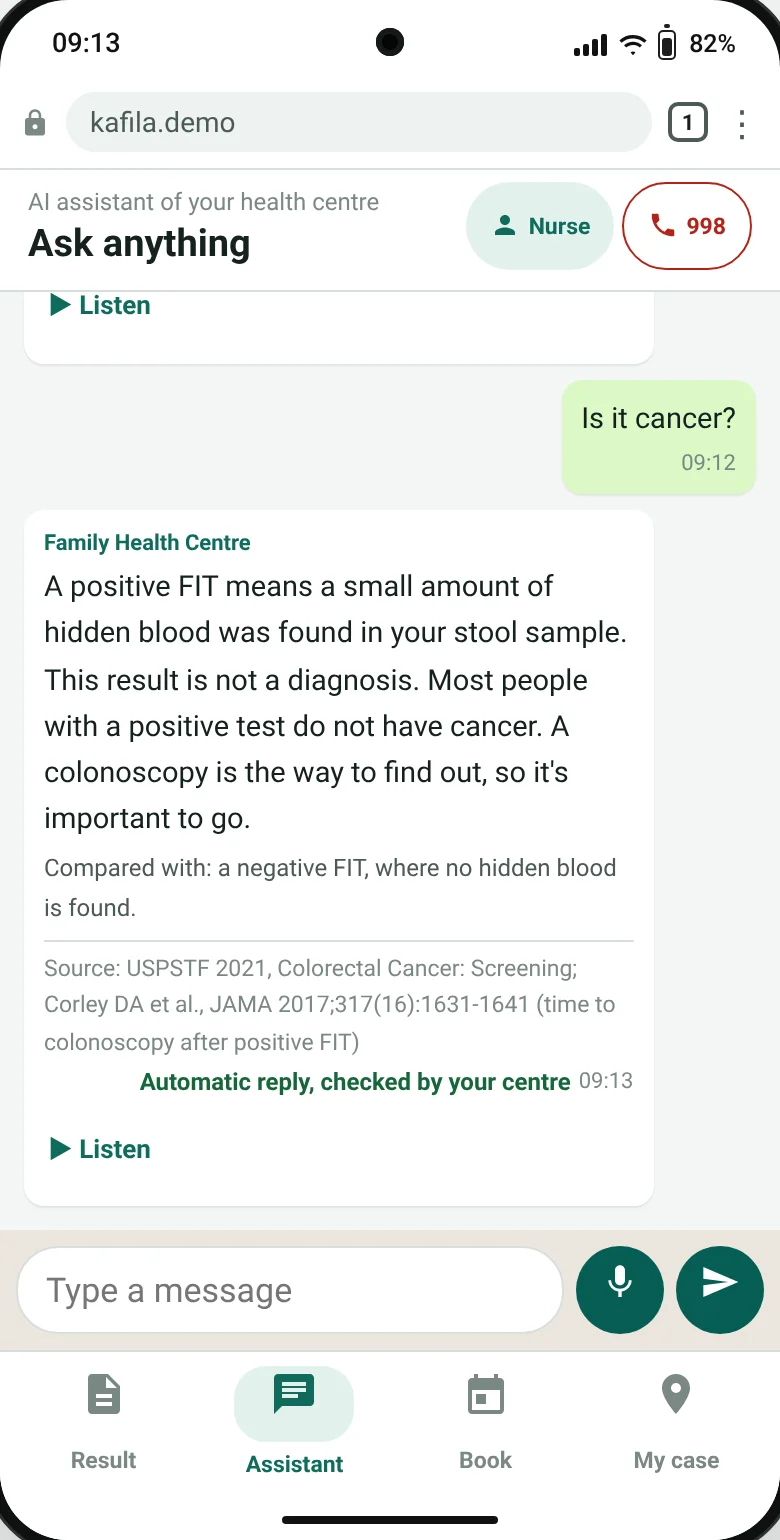 09:13
82%
kafila.demo
1
AI assistant of your health centre
Ask anything
Nurse
998
Listen
Is it cancer?
09:12
Family Health Centre
A positive FIT means a small amount of
hidden blood was found in your stool sample.
This result is not a diagnosis. Most people
with a positive test do not have cancer. A
colonoscopy is the way to find out, so it's
important to go.
Compared with: a negative FIT, where no hidden blood
is found.
Source: USPSTF 2021, Colorectal Cancer: Screening;
Corley DA et al., JAMA 2017;317(16):1631-1641 (time to
colonoscopy after positive FIT)
Automatic reply, checked by your centre 09:13
Listen
Type a message
Result
Assistant
Book
My case